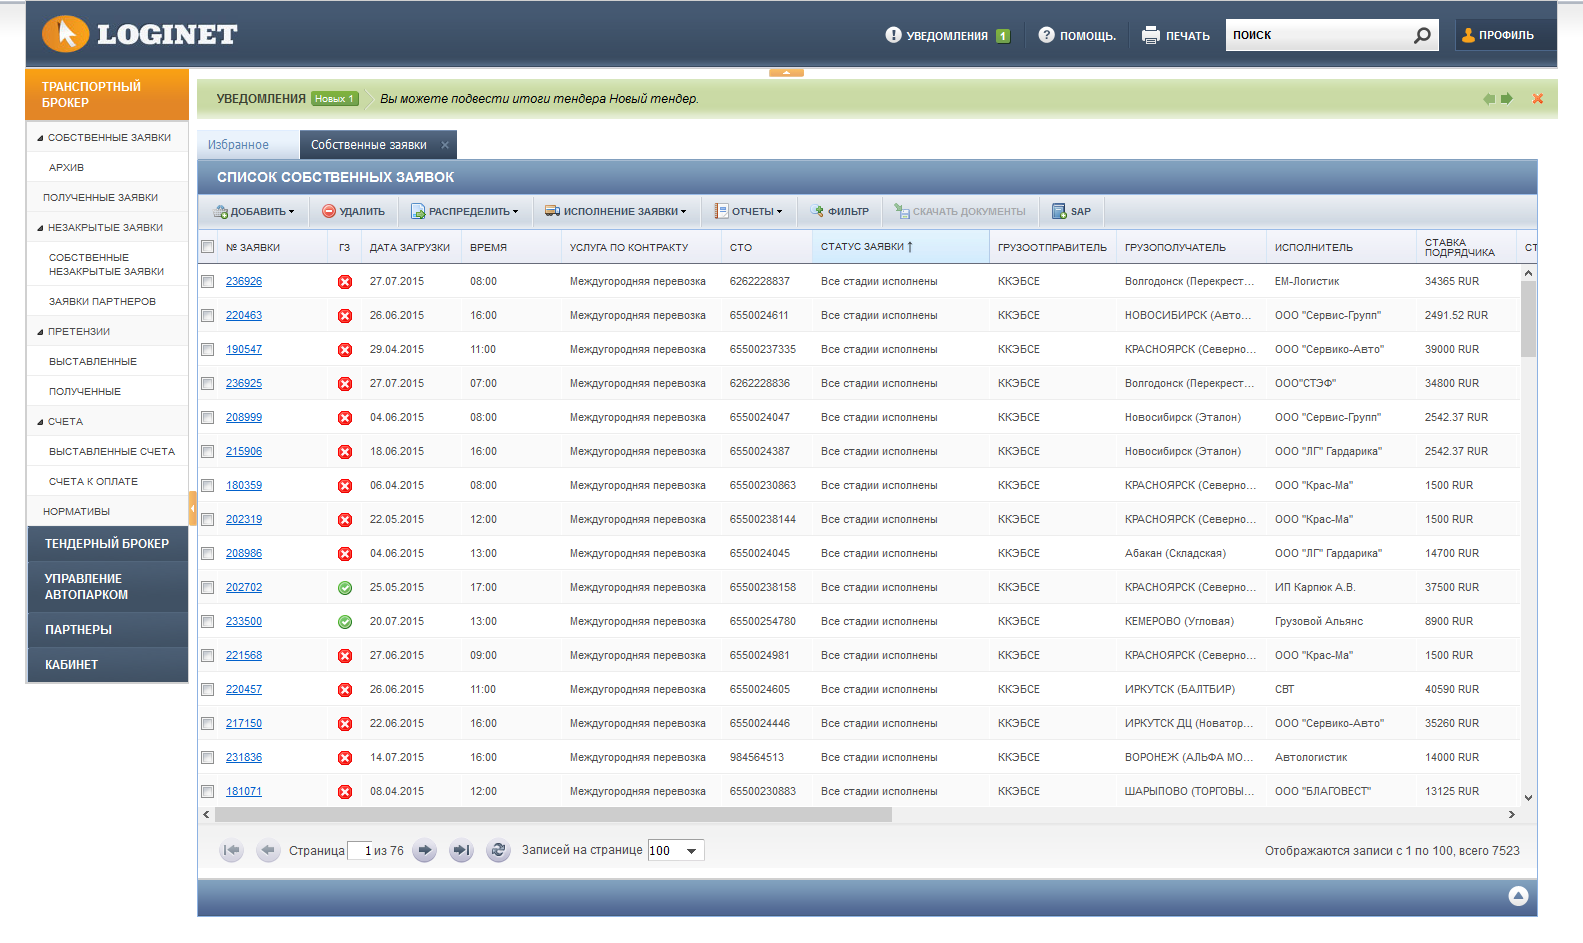 LOGINET
УВЕДОМЛЕНИЯ 1 ПОМОЩЬ. ПЕЧАТЬ ПОИСК ПРОФИЛЬ
ТРАНСПОРТНЫЙ
БРОКЕР
СОБСТВЕННЫЕ ЗАЯВКИ
АРХИВ
ПОЛУЧЕННЫЕ ЗАЯВКИ
НЕЗАКРЫТЫЕ ЗАЯВКИ
СОБСТВЕННЫЕ
НЕЗАКРЫТЫЕ ЗАЯВКИ
ЗАЯВКИ ПАРТНЕРОВ
ПРЕТЕНЗИИ
ВЫСТАВЛЕННЫЕ
ПОЛУЧЕННЫЕ
СЧЕТА
ВЫСТАВЛЕННЫЕ СЧЕТА
СЧЕТА К ОПЛАТЕ
НОРМАТИВЫ
ТЕНДЕРНЫЙ БРОКЕР
УПРАВЛЕНИЕ
АВТОПАРКОМ
ПАРТНЕРЫ
КАБИНЕТ
УВЕДОМЛЕНИЯ Новых 1 Вы можете подвести итоги тендера Новый тендер.
Избранное Собственные заявки
СПИСОК СОБСТВЕННЫХ ЗАЯВОК
ДОБАВИТЬ УДАЛИТЬ РАСПРЕДЕЛИТЬ ИСПОЛНЕНИЕ ЗАЯВКИ ОТЧЕТЫ ФИЛЬТР СКАЧАТЬ ДОКУМЕНТЫ SAP
№ ЗАЯВКИ ГЗ ДАТА ЗАГРУЗКИ ВРЕМЯ УСЛУГА ПО КОНТРАКТУ СТО СТАТУС ЗАЯВКИ ↑ ГРУЗООТПРАВИТЕЛЬ ГРУЗОПОЛУЧАТЕЛЬ ИСПОЛНИТЕЛЬ СТАВКА ПОДРЯДЧИКА СТ
236926 27.07.2015 08:00 Междугородняя перевозка 6262228837 Все стадии исполнены ККЭБСЕ Волгодонск (Перекрест... ЕМ-Логистик 34365 RUR
220463 26.06.2015 16:00 Междугородняя перевозка 6550024611 Все стадии исполнены ККЭБСЕ НОВОСИБИРСК (Авто... ООО "Сервис-Групп" 2491.52 RUR
190547 29.04.2015 11:00 Междугородняя перевозка 65500237335 Все стадии исполнены ККЭБСЕ КРАСНОЯРСК (Северно... ООО "Сервико-Авто" 39000 RUR
236925 27.07.2015 07:00 Междугородняя перевозка 6262228836 Все стадии исполнены ККЭБСЕ Волгодонск (Перекрест... ООО"СТЭФ" 34800 RUR
208999 04.06.2015 08:00 Междугородняя перевозка 6550024047 Все стадии исполнены ККЭБСЕ Новосибирск (Эталон) ООО "Сервис-Групп" 2542.37 RUR
215906 18.06.2015 16:00 Междугородняя перевозка 6550024387 Все стадии исполнены ККЭБСЕ Новосибирск (Эталон) ООО "ЛГ" Гардарика" 2542.37 RUR
180359 06.04.2015 08:00 Междугородняя перевозка 65500230863 Все стадии исполнены ККЭБСЕ КРАСНОЯРСК (Северно... ООО "Крас-Ма" 1500 RUR
202319 22.05.2015 12:00 Междугородняя перевозка 65500238144 Все стадии исполнены ККЭБСЕ КРАСНОЯРСК (Северно... ООО "Крас-Ма" 1500 RUR
208986 04.06.2015 13:00 Междугородняя перевозка 6550024045 Все стадии исполнены ККЭБСЕ Абакан (Складская) ООО "ЛГ" Гардарика" 14700 RUR
202702 25.05.2015 17:00 Междугородняя перевозка 65500238158 Все стадии исполнены ККЭБСЕ КРАСНОЯРСК (Северно... ИП Карпюк А.В. 37500 RUR
233500 20.07.2015 13:00 Междугородняя перевозка 65500254780 Все стадии исполнены ККЭБСЕ КЕМЕРОВО (Угловая) Грузовой Альянс 8900 RUR
221568 27.06.2015 09:00 Междугородняя перевозка 6550024981 Все стадии исполнены ККЭБСЕ КРАСНОЯРСК (Северно... ООО "Крас-Ма" 1500 RUR
220457 26.06.2015 11:00 Междугородняя перевозка 6550024605 Все стадии исполнены ККЭБСЕ ИРКУТСК (БАЛТБИР) СВТ 40590 RUR
217150 22.06.2015 16:00 Междугородняя перевозка 6550024446 Все стадии исполнены ККЭБСЕ ИРКУТСК ДЦ (Новатор... ООО "Сервико-Авто" 35260 RUR
231836 14.07.2015 16:00 Междугородняя перевозка 984564513 Все стадии исполнены ККЭБСЕ ВОРОНЕЖ (АЛЬФА МО... Автологистик 14000 RUR
181071 08.04.2015 12:00 Междугородняя перевозка 65500230883 Все стадии исполнены ККЭБСЕ ШАРЫПОВО (ТОРГОВЫ... ООО "БЛАГОВЕСТ" 13125 RUR
Страница 1 из 76 Записей на странице 100 Отображаются записи с 1 по 100, всего 7523